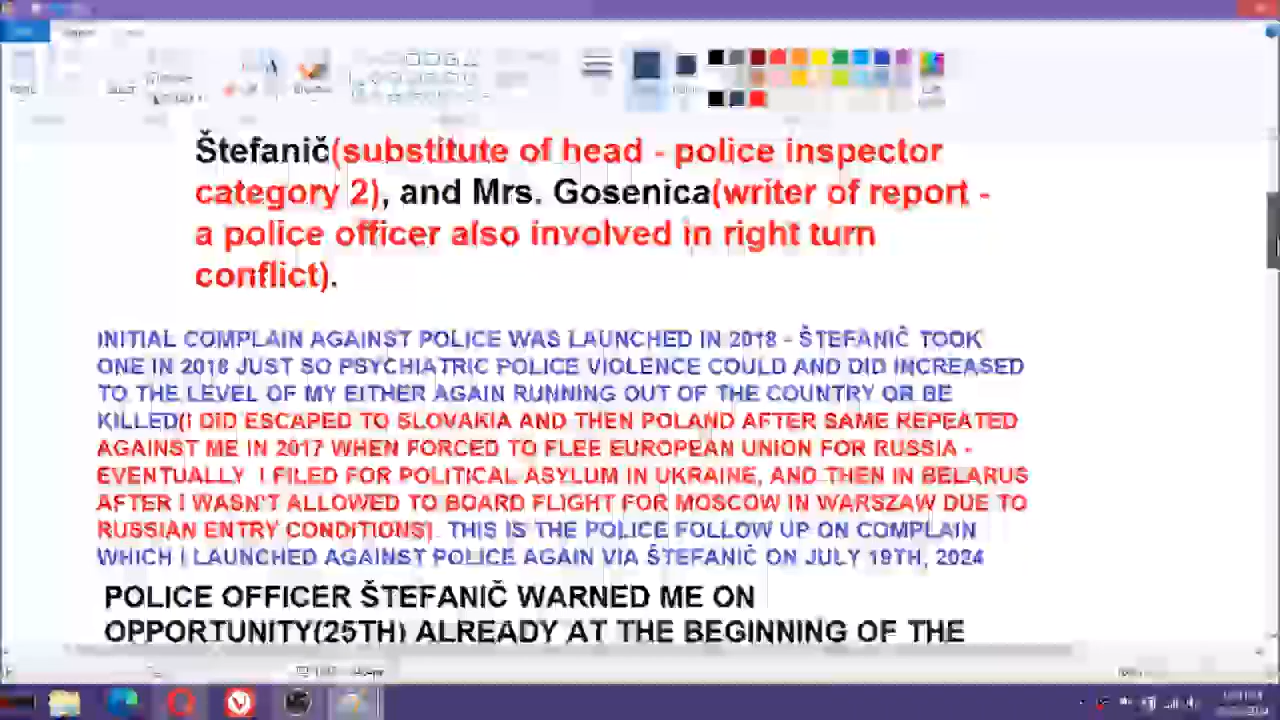 Štefanič(substitute of head - police inspector
category 2), and Mrs. Gosenica(writer of report -
a police officer also involved in right turn
conflict).
INITIAL COMPLAIN AGAINST POLICE WAS LAUNCHED IN 2018 - ŠTEFANIČ TOOK
ONE IN 2018 JUST SO PSYCHIATRIC POLICE VIOLENCE COULD AND DID INCREASED
TO THE LEVEL OF MY EITHER AGAIN RUNNING OUT OF THE COUNTRY OR BE
KILLED(I DID ESCAPED TO SLOVAKIA AND THEN POLAND AFTER SAME REPEATED
AGAINST ME IN 2017 WHEN FORCED TO FLEE EUROPEAN UNION FOR RUSSIA -
EVENTUALLY I FILED FOR POLITICAL ASYLUM IN UKRAINE, AND THEN IN BELARUS
AFTER I WASN'T ALLOWED TO BOARD FLIGHT FOR MOSCOW IN WARSZAW DUE TO
RUSSIAN ENTRY CONDITIONS). THIS IS THE POLICE FOLLOW UP ON COMPLAIN
WHICH I LAUNCHED AGAINST POLICE AGAIN VIA ŠTEFANIČ ON JULY 19TH, 2024
POLICE OFFICER ŠTEFANIČ WARNED ME ON
OPPORTUNITY(25TH) ALREADY AT THE BEGINNING OF THE